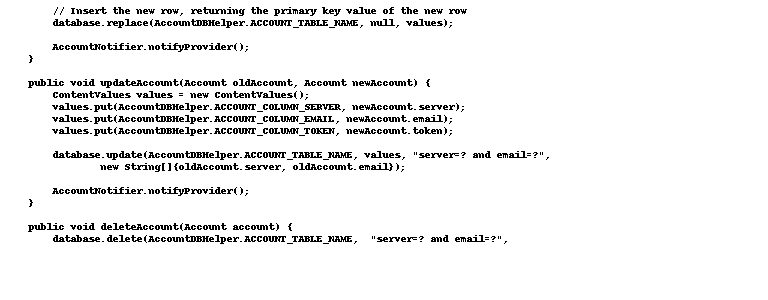 // Insert the new row, returning the primary key value of the new row
database.replace(AccountDBHelper.ACCOUNT_TABLE_NAME, null, values);
AccountNotifier.notifyProvider();
}
public void updateAccount(Account oldAccount, Account newAccount) {
ContentValues values = new ContentValues();
values.put(AccountDBHelper.ACCOUNT_COLUMN_SERVER, newAccount.server);
values.put(AccountDBHelper.ACCOUNT_COLUMN_EMAIL, newAccount.email);
values.put(AccountDBHelper.ACCOUNT_COLUMN_TOKEN, newAccount.token);
database.update(AccountDBHelper.ACCOUNT_TABLE_NAME, values, "server=? and email=?",
new String[]{oldAccount.server, oldAccount.email});
AccountNotifier.notifyProvider();
}
public void deleteAccount(Account account) {
database.delete(AccountDBHelper.ACCOUNT_TABLE_NAME,  "server=? and email=?",